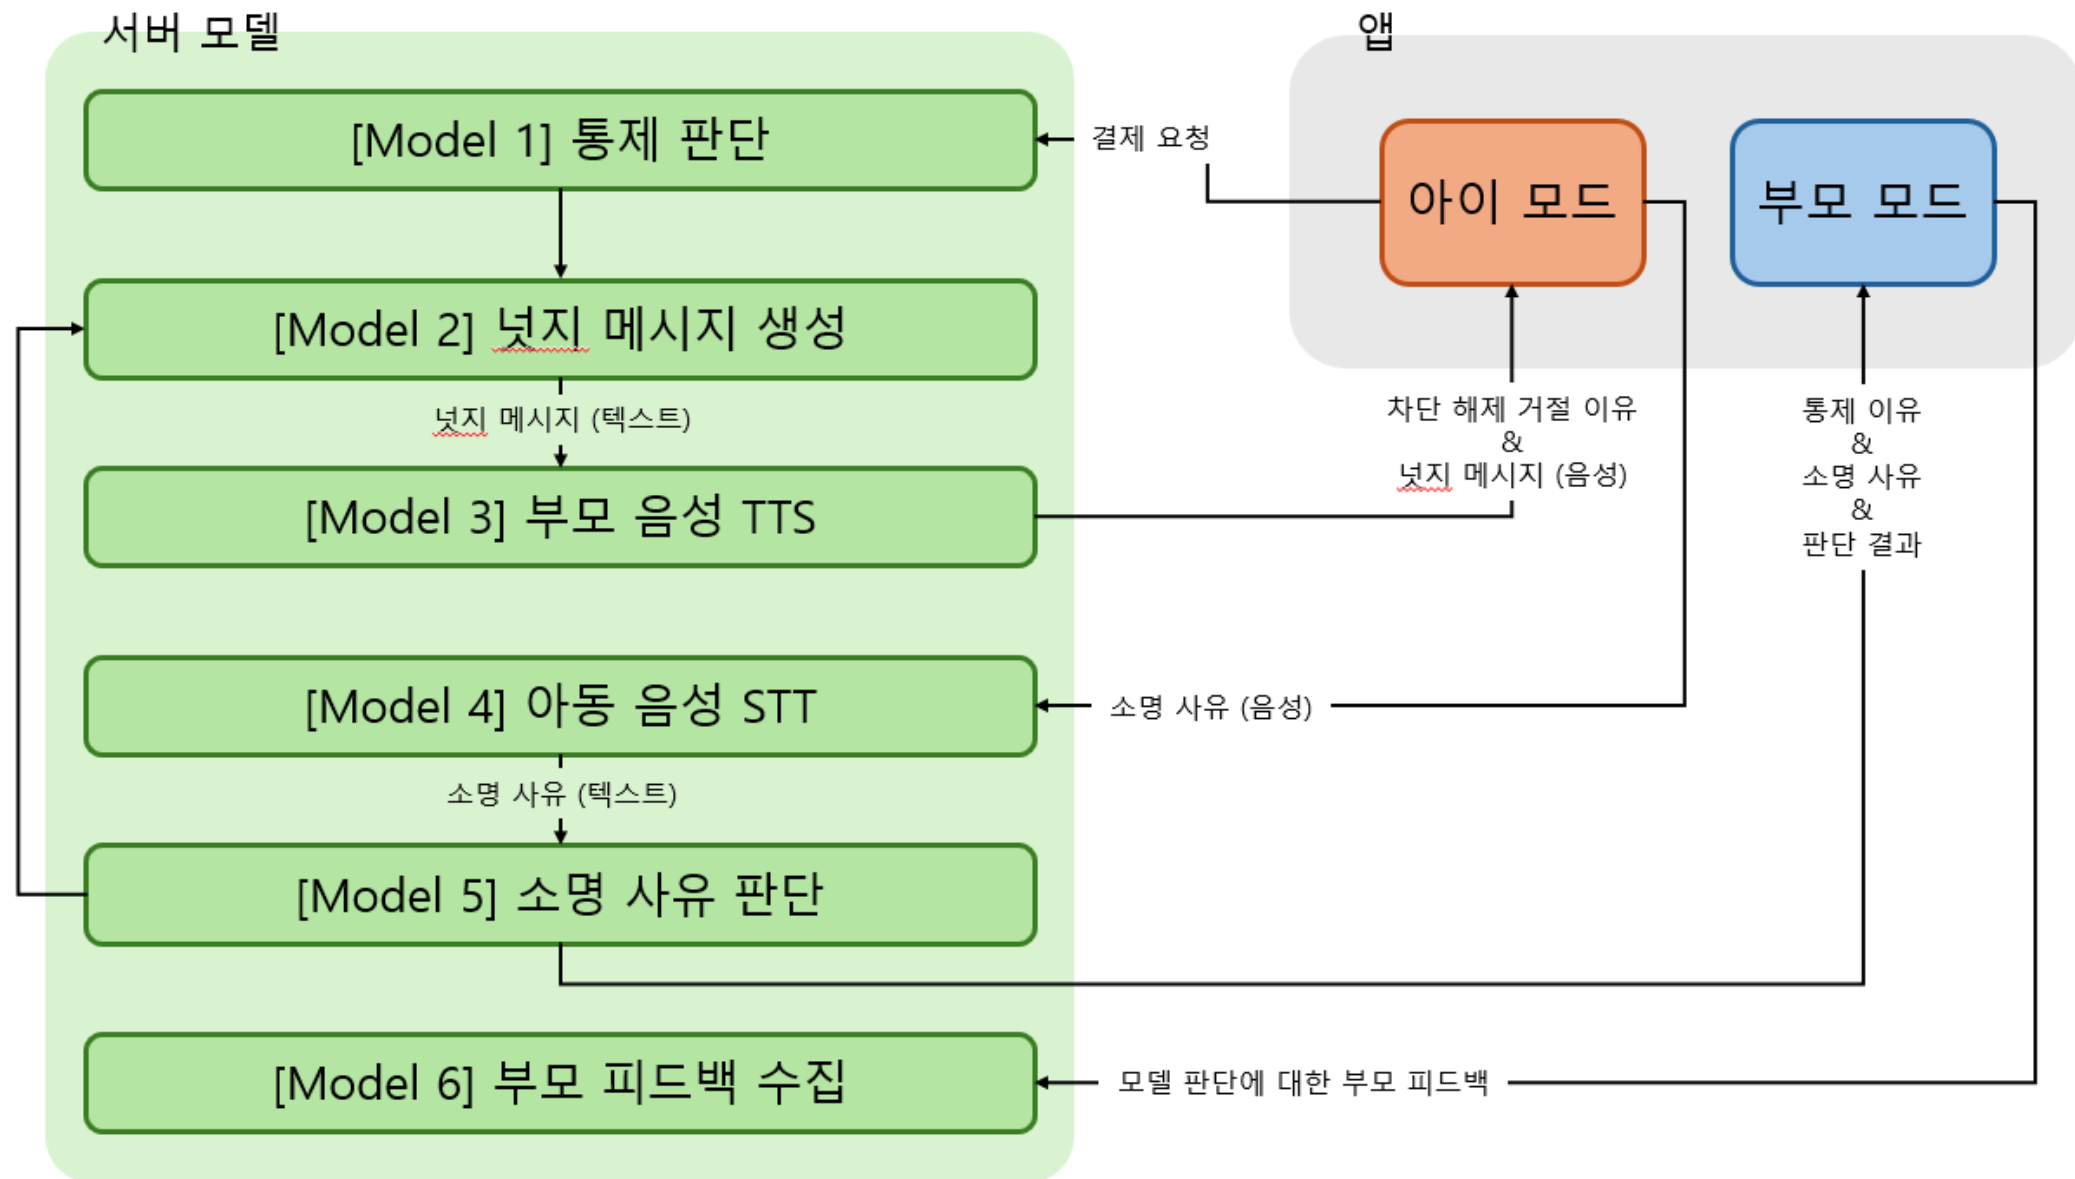 서버 모델
앱
[Model 1] 통제 판단
결제 요청
아이 모드
부모 모드
[Model 2] 넛지 메시지 생성
넛지 메시지 (텍스트)
차단 해제 거절 이유
&
넛지 메시지 (음성)
통제 이유
&
소명 사유
&
판단 결과
[Model 3] 부모 음성 TTS
[Model 4] 아동 음성 STT
소명 사유 (음성)
소명 사유 (텍스트)
[Model 5] 소명 사유 판단
[Model 6] 부모 피드백 수집
모델 판단에 대한 부모 피드백